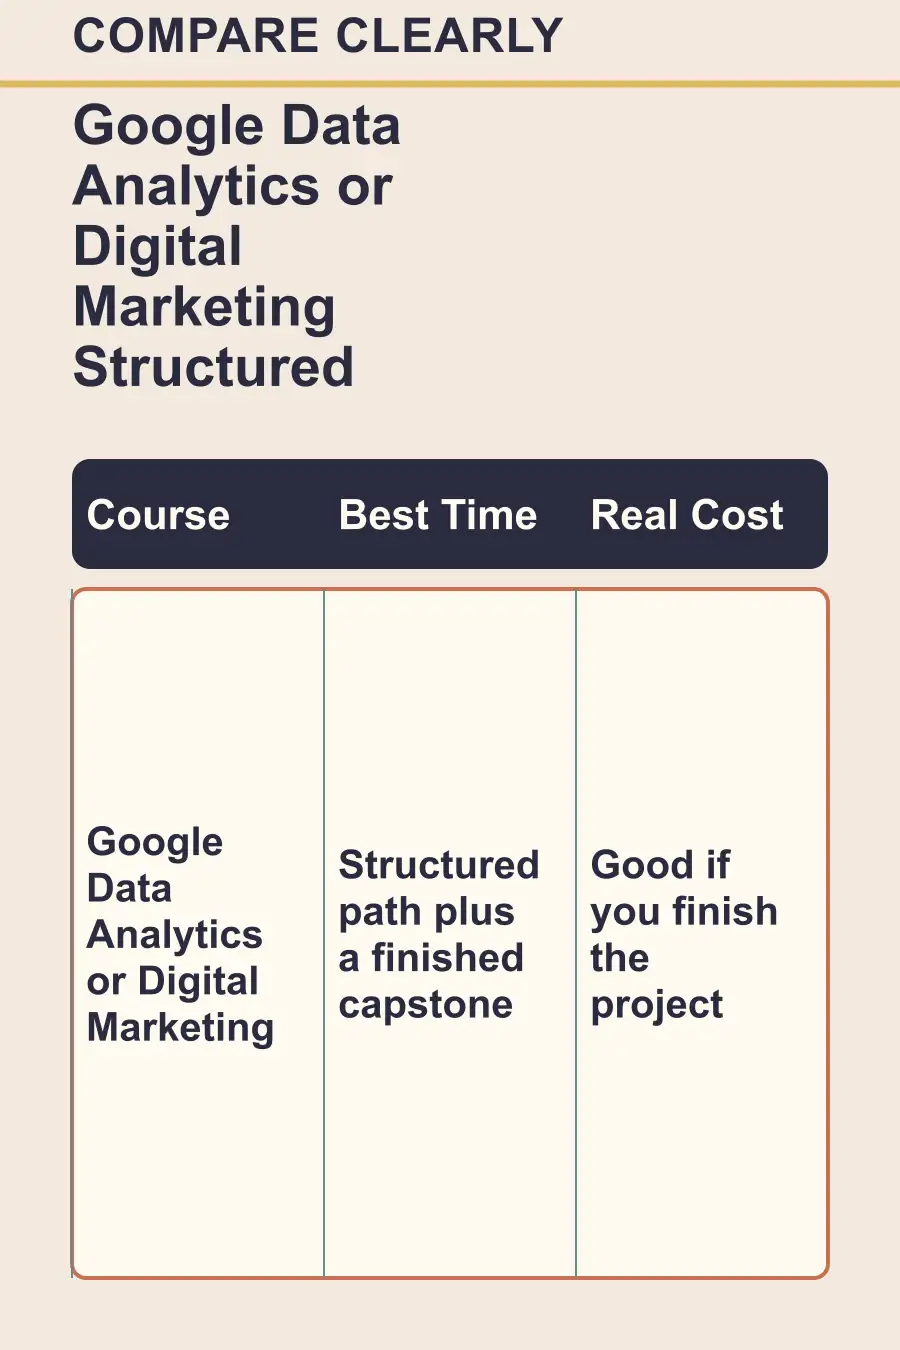 COMPARE CLEARLY
Google Data
Analytics or
Digital
Marketing
Structured
Course
Best Time
Real Cost
Google
Data
Analytics
or Digital
Marketing
Structured
path plus
a finished
capstone
Good if
you finish
the
project